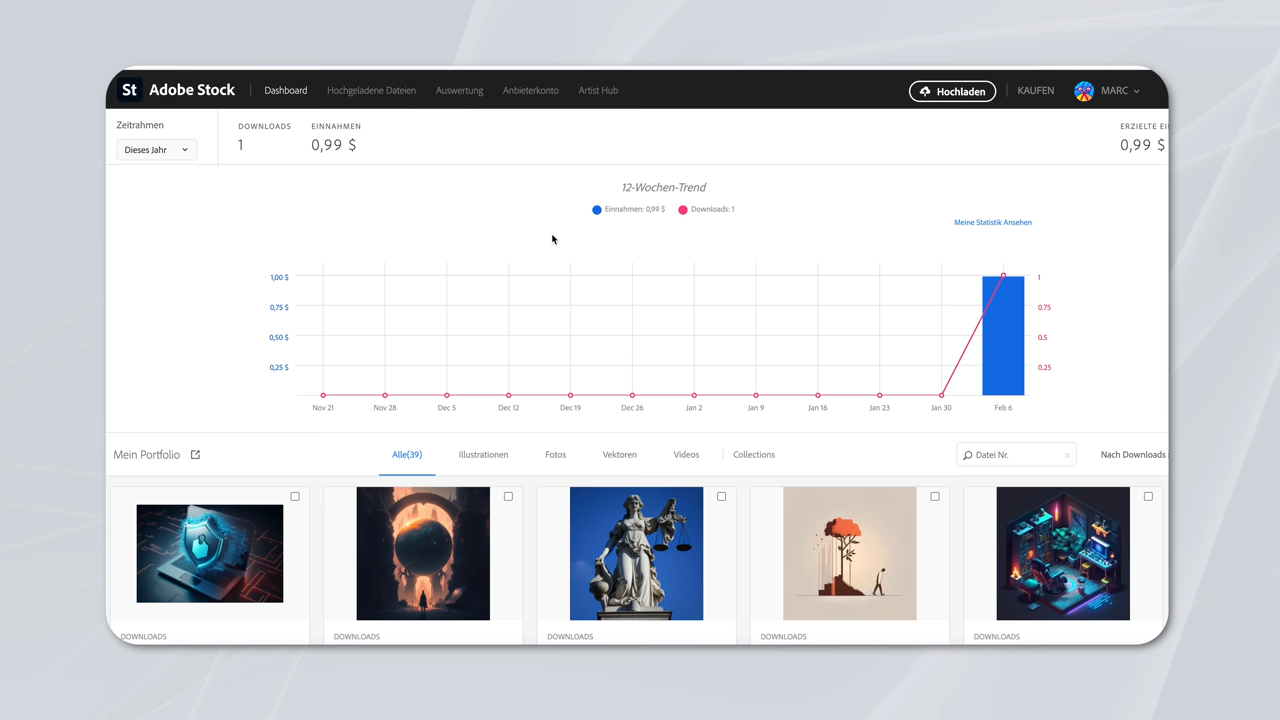 St Adobe Stock Dashboard Hochgeladene Dateien Auswertung Anbieterkonto Artist Hub Hochladen KAUFEN MARC
Zeitrahmen
Dieses Jahr
DOWNLOADS
1
EINNAHMEN
0,99 $
ERZIELTE EI
0,99 $
12-Wochen-Trend
Einnahmen: 0,99 $ Downloads: 1
Meine Statistik Ansehen
1,00 $ 1
0,75 $ 0.75
0,50 $ 0.5
0,25 $ 0.25
Nov 21 Nov 28 Dec 5 Dec 12 Dec 19 Dec 26 Jan 2 Jan 9 Jan 16 Jan 23 Jan 30 Feb 6
Mein Portfolio Alle(39) Illustrationen Fotos Vektoren Videos Collections Datei Nr. Nach Downloads
DOWNLOADS DOWNLOADS DOWNLOADS DOWNLOADS DOWNLOADS